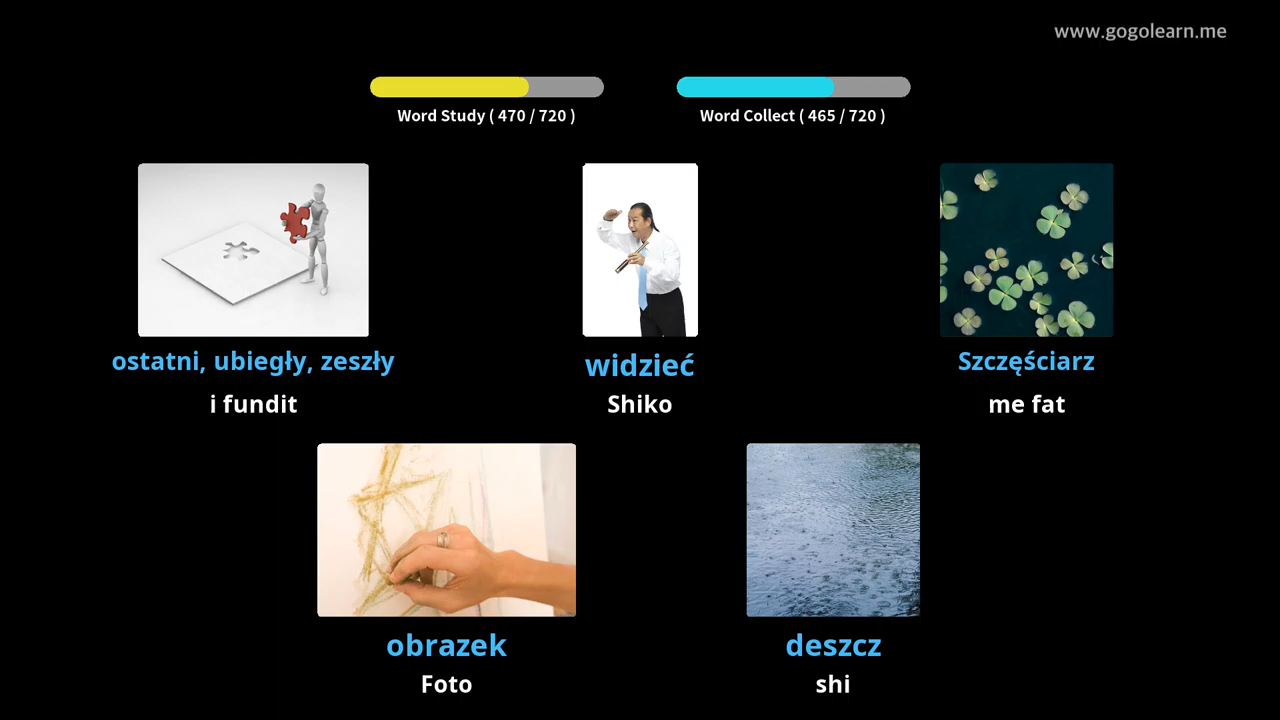 www.gogolearn.me
Word Study ( 470 / 720 )
Word Collect ( 465 / 720 )
ostatni, ubiegły, zeszły
i fundit
widzieć
Shiko
Szczęściarz
me fat
obrazek
Foto
deszcz
shi